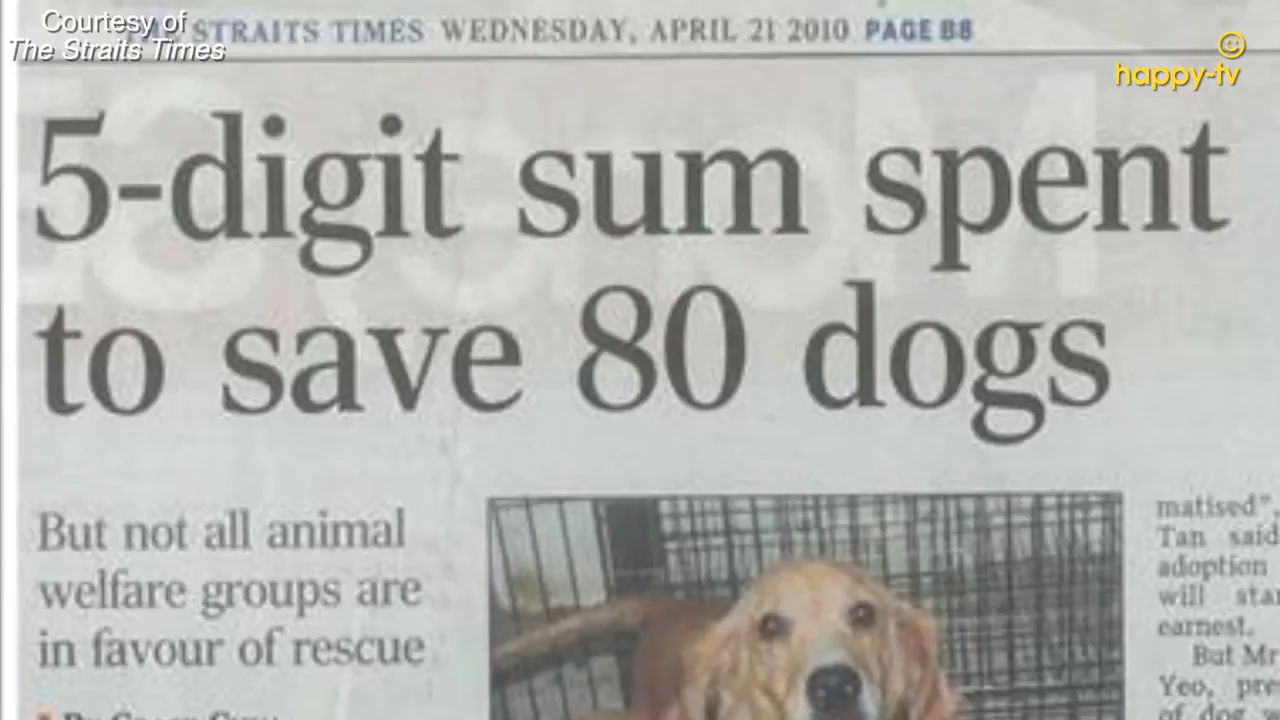 Courtesy of
The Straits Times
STRAITS TIMES WEDNESDAY, APRIL 21 2010 PAGE B8
happy-tv
5-digit sum spent
to save 80 dogs
But not all animal
welfare groups are
in favour of rescue
matised"
Tan said
adoption
will
earnest.
But Mr
Yeo,
of dog